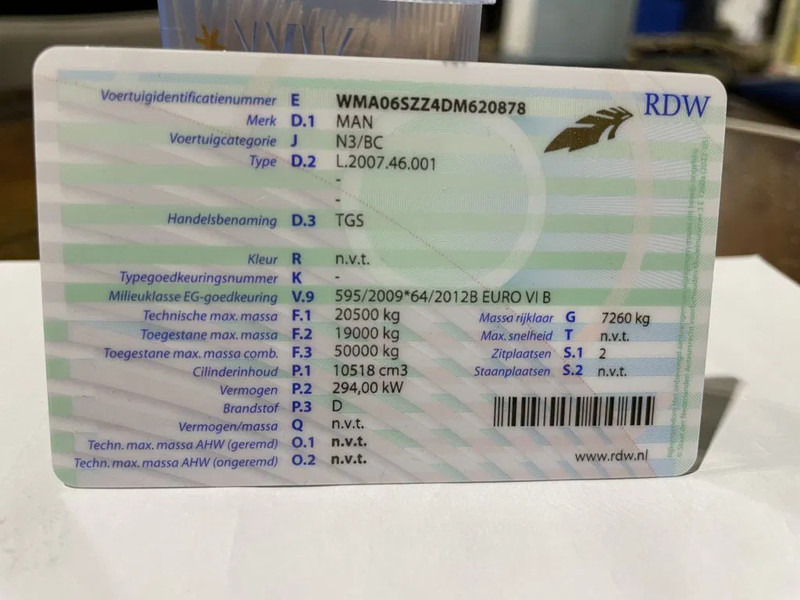 RDW
Voertuigidentificatienummer E WMA06SZZ4DM620878
Merk D.1 MAN
Voertuigcategorie J N3/BC
Type D.2 L.2007.46.001
-
-
Handelsbenaming D.3 TGS
Kleur R n.v.t.
Typegoedkeuringsnummer K -
Milieuklasse EG-goedkeuring V.9 595/2009*64/2012B EURO VI B
Technische max. massa F.1 20500 kg
Toegestane max. massa F.2 19000 kg
Toegestane max. massa comb. F.3 50000 kg
Cilinderinhoud P.1 10518 cm3
Vermogen P.2 294,00 kW
Brandstof P.3 D
Vermogen/massa Q n.v.t.
Techn. max. massa AHW (geremd) O.1 n.v.t.
Techn. max. massa AHW (ongeremd) O.2 n.v.t.
Massa rijklaar G 7260 kg
Max. snelheid T n.v.t.
Zitplaatsen S.1 2
Staanplaatsen S.2 n.v.t.
www.rdw.nl